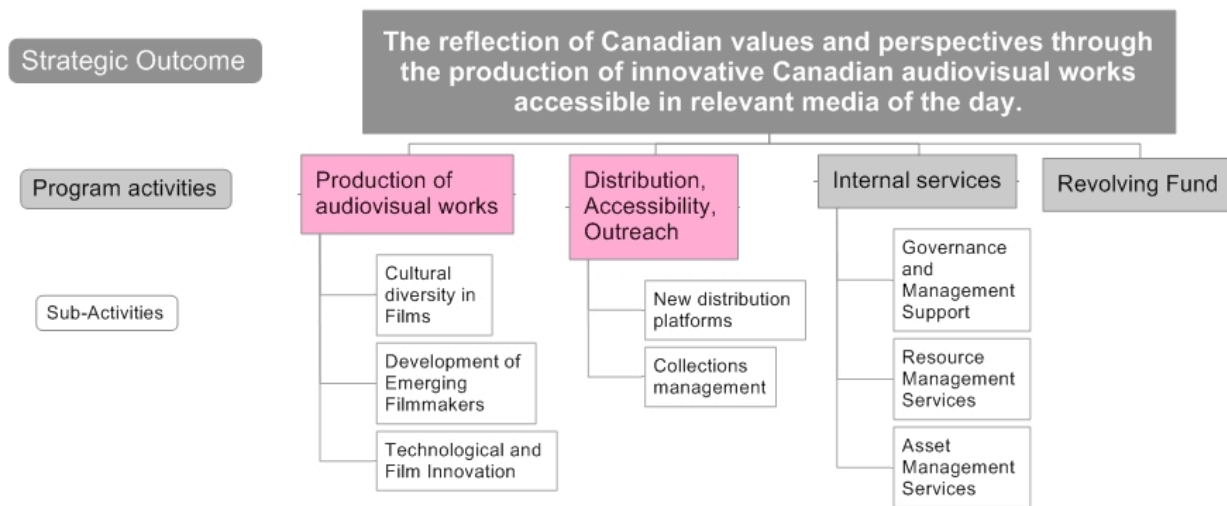 Strategic Outcome
The reflection of Canadian values and perspectives through
the production of innovative Canadian audiovisual works
accessible in relevant media of the day.
Program activities
Production of
audiovisual works
Distribution,
Accessibility,
Outreach
Internal services
Revolving Fund
Sub-Activities
Cultural
diversity in
Films
Development of
Emerging
Filmmakers
Technological and
Film Innovation
New distribution
platforms
Collections
management
Governance
and
Management
Support
Resource
Management
Services
Asset
Management
Services